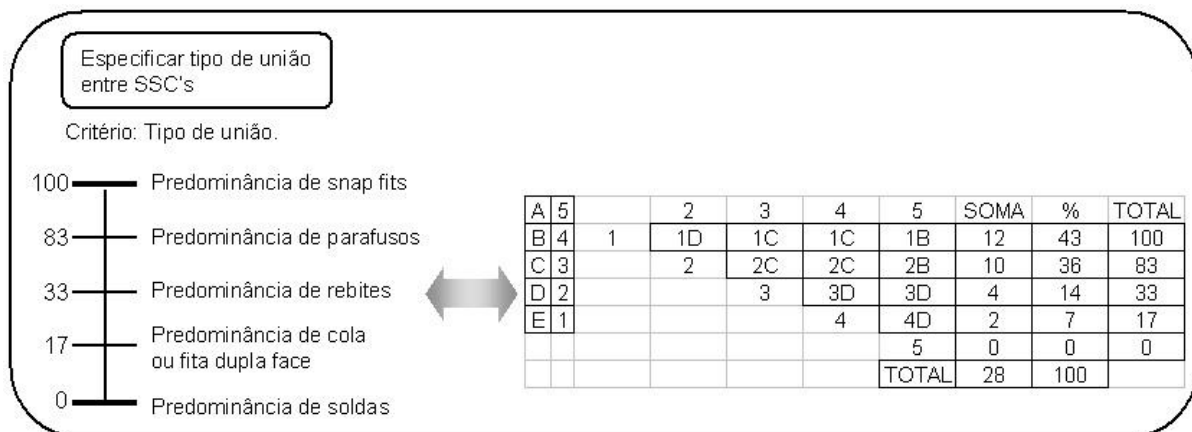 Especificar tipo de união
entre SSC's
Critério: Tipo de união.
100 Predominância de snap fits
83 Predominância de parafusos
33 Predominância de rebites
17 Predominância de cola
ou fita dupla face
0 Predominância de soldas
A 5 2 3 4 5 SOMA % TOTAL
B 4 1 1D 1C 1C 1B 12 43 100
C 3 2 2C 2C 2B 10 36 83
D 2 3 3D 3D 4 14 33
E 1 4 4D 2 7 17
5 0 0 0
TOTAL 28 100